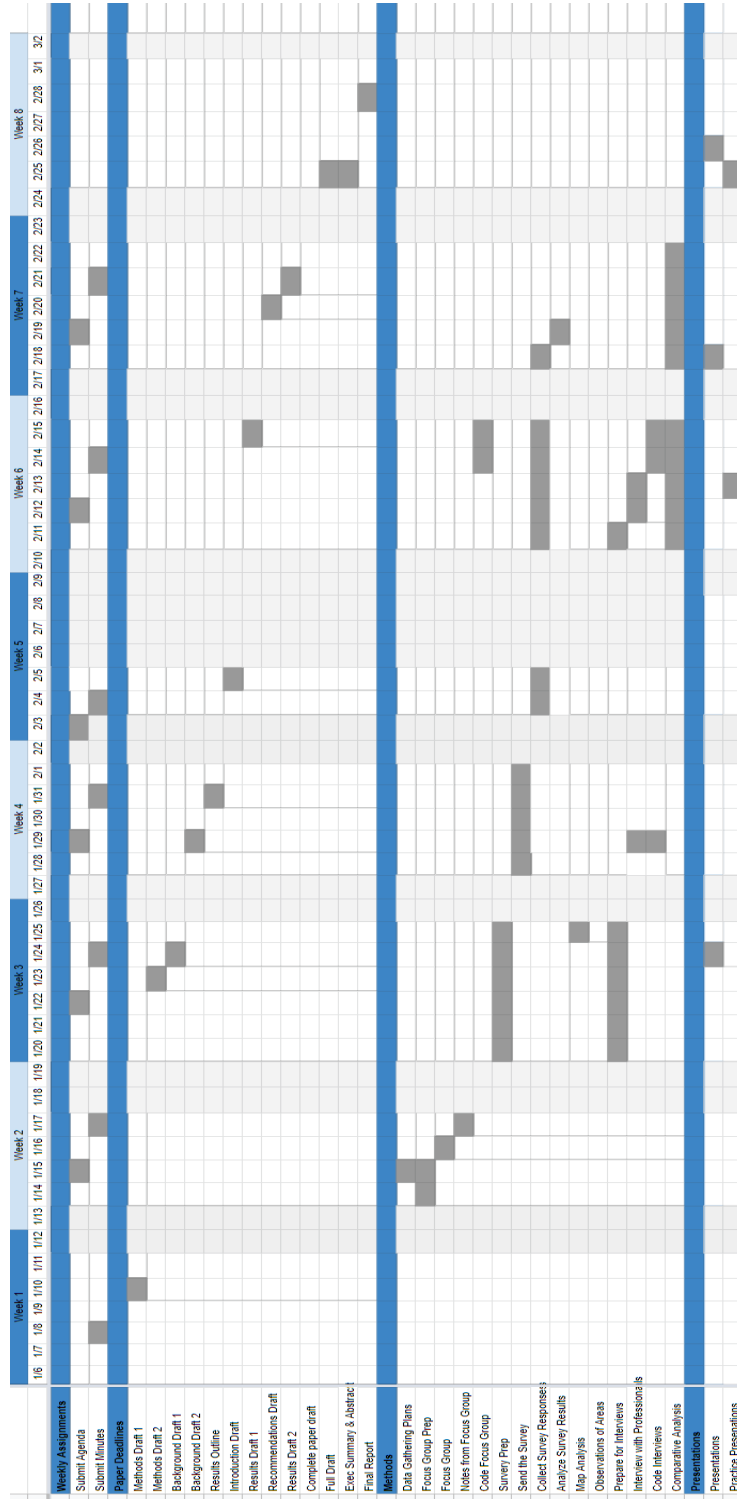 Week 1
Week 2
Week 3
Week 4
Week 5
Week 6
Week 7
Week 8
1/6 1/7 1/8 1/9 1/10 1/11 1/12 1/13 1/14 1/15 1/16 1/17 1/18 1/19 1/20 1/21 1/22 1/23 1/24 1/25 1/26 1/27 1/28 1/29 1/30 1/31 2/1 2/2 2/3 2/4 2/5 2/6 2/7 2/8 2/9 2/10 2/11 2/12 2/13 2/14 2/15 2/16 2/17 2/18 2/19 2/20 2/21 2/22 2/23 2/24 2/25 2/26 2/27 2/28 3/1 3/2
Weekly Assignments
Submit Agenda
Submit Minutes
Paper Deadlines
Methods Draft 1
Methods Draft 2
Background Draft 1
Background Draft 2
Results Outline
Introduction Draft
Results Draft 1
Recommendations Draft
Results Draft 2
Complete paper draft
Full Draft
Exec Summary & Abstract
Final Report
Methods
Data Gathering Plans
Focus Group Prep
Focus Group
Notes from Focus Group
Code Focus Group
Survery Prep
Send the Survey
Collect Survey Responses
Analyze Survey Results
Map Analysis
Observations of Areas
Prepare for Interviews
Interview with Professionals
Code Interviews
Comparative Analysis
Presentations
Presentations
Practice Presenations